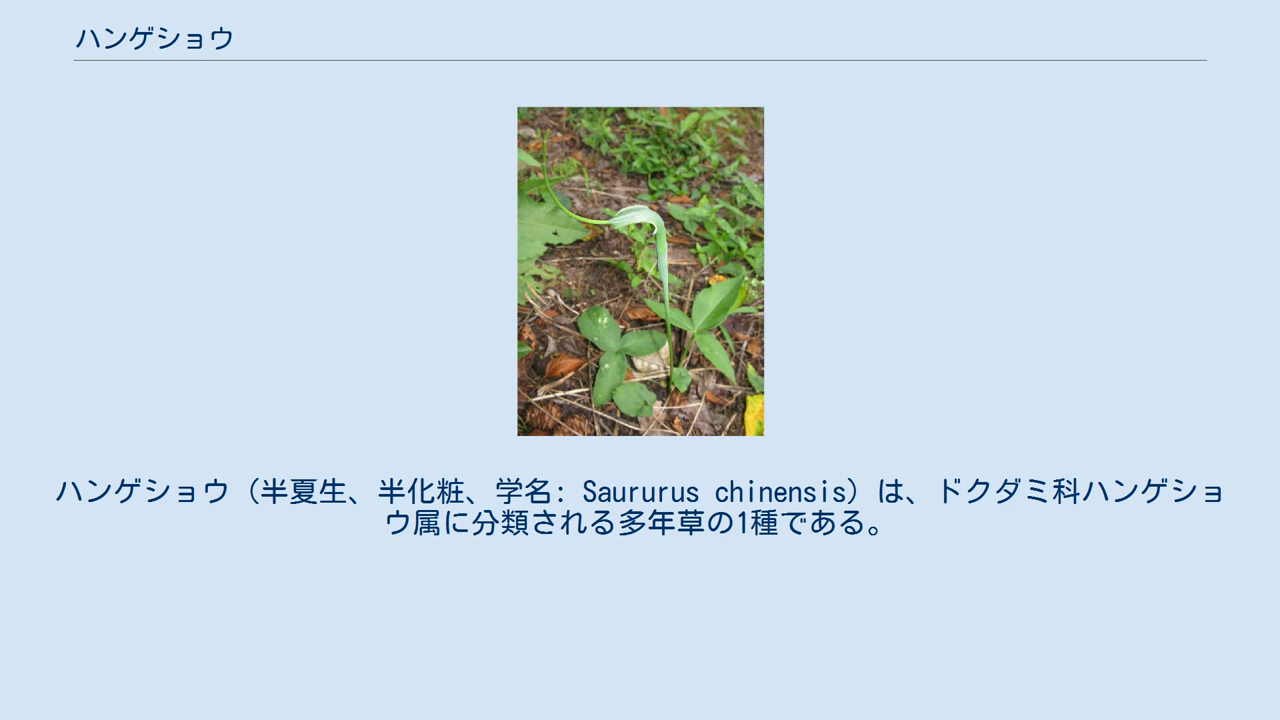 ハンゲショウ
ハンゲショウ（半夏生、半化粧、学名: Saururus chinensis）は、ドクダミ科ハンゲショ
ウ属に分類される多年草の1種である。